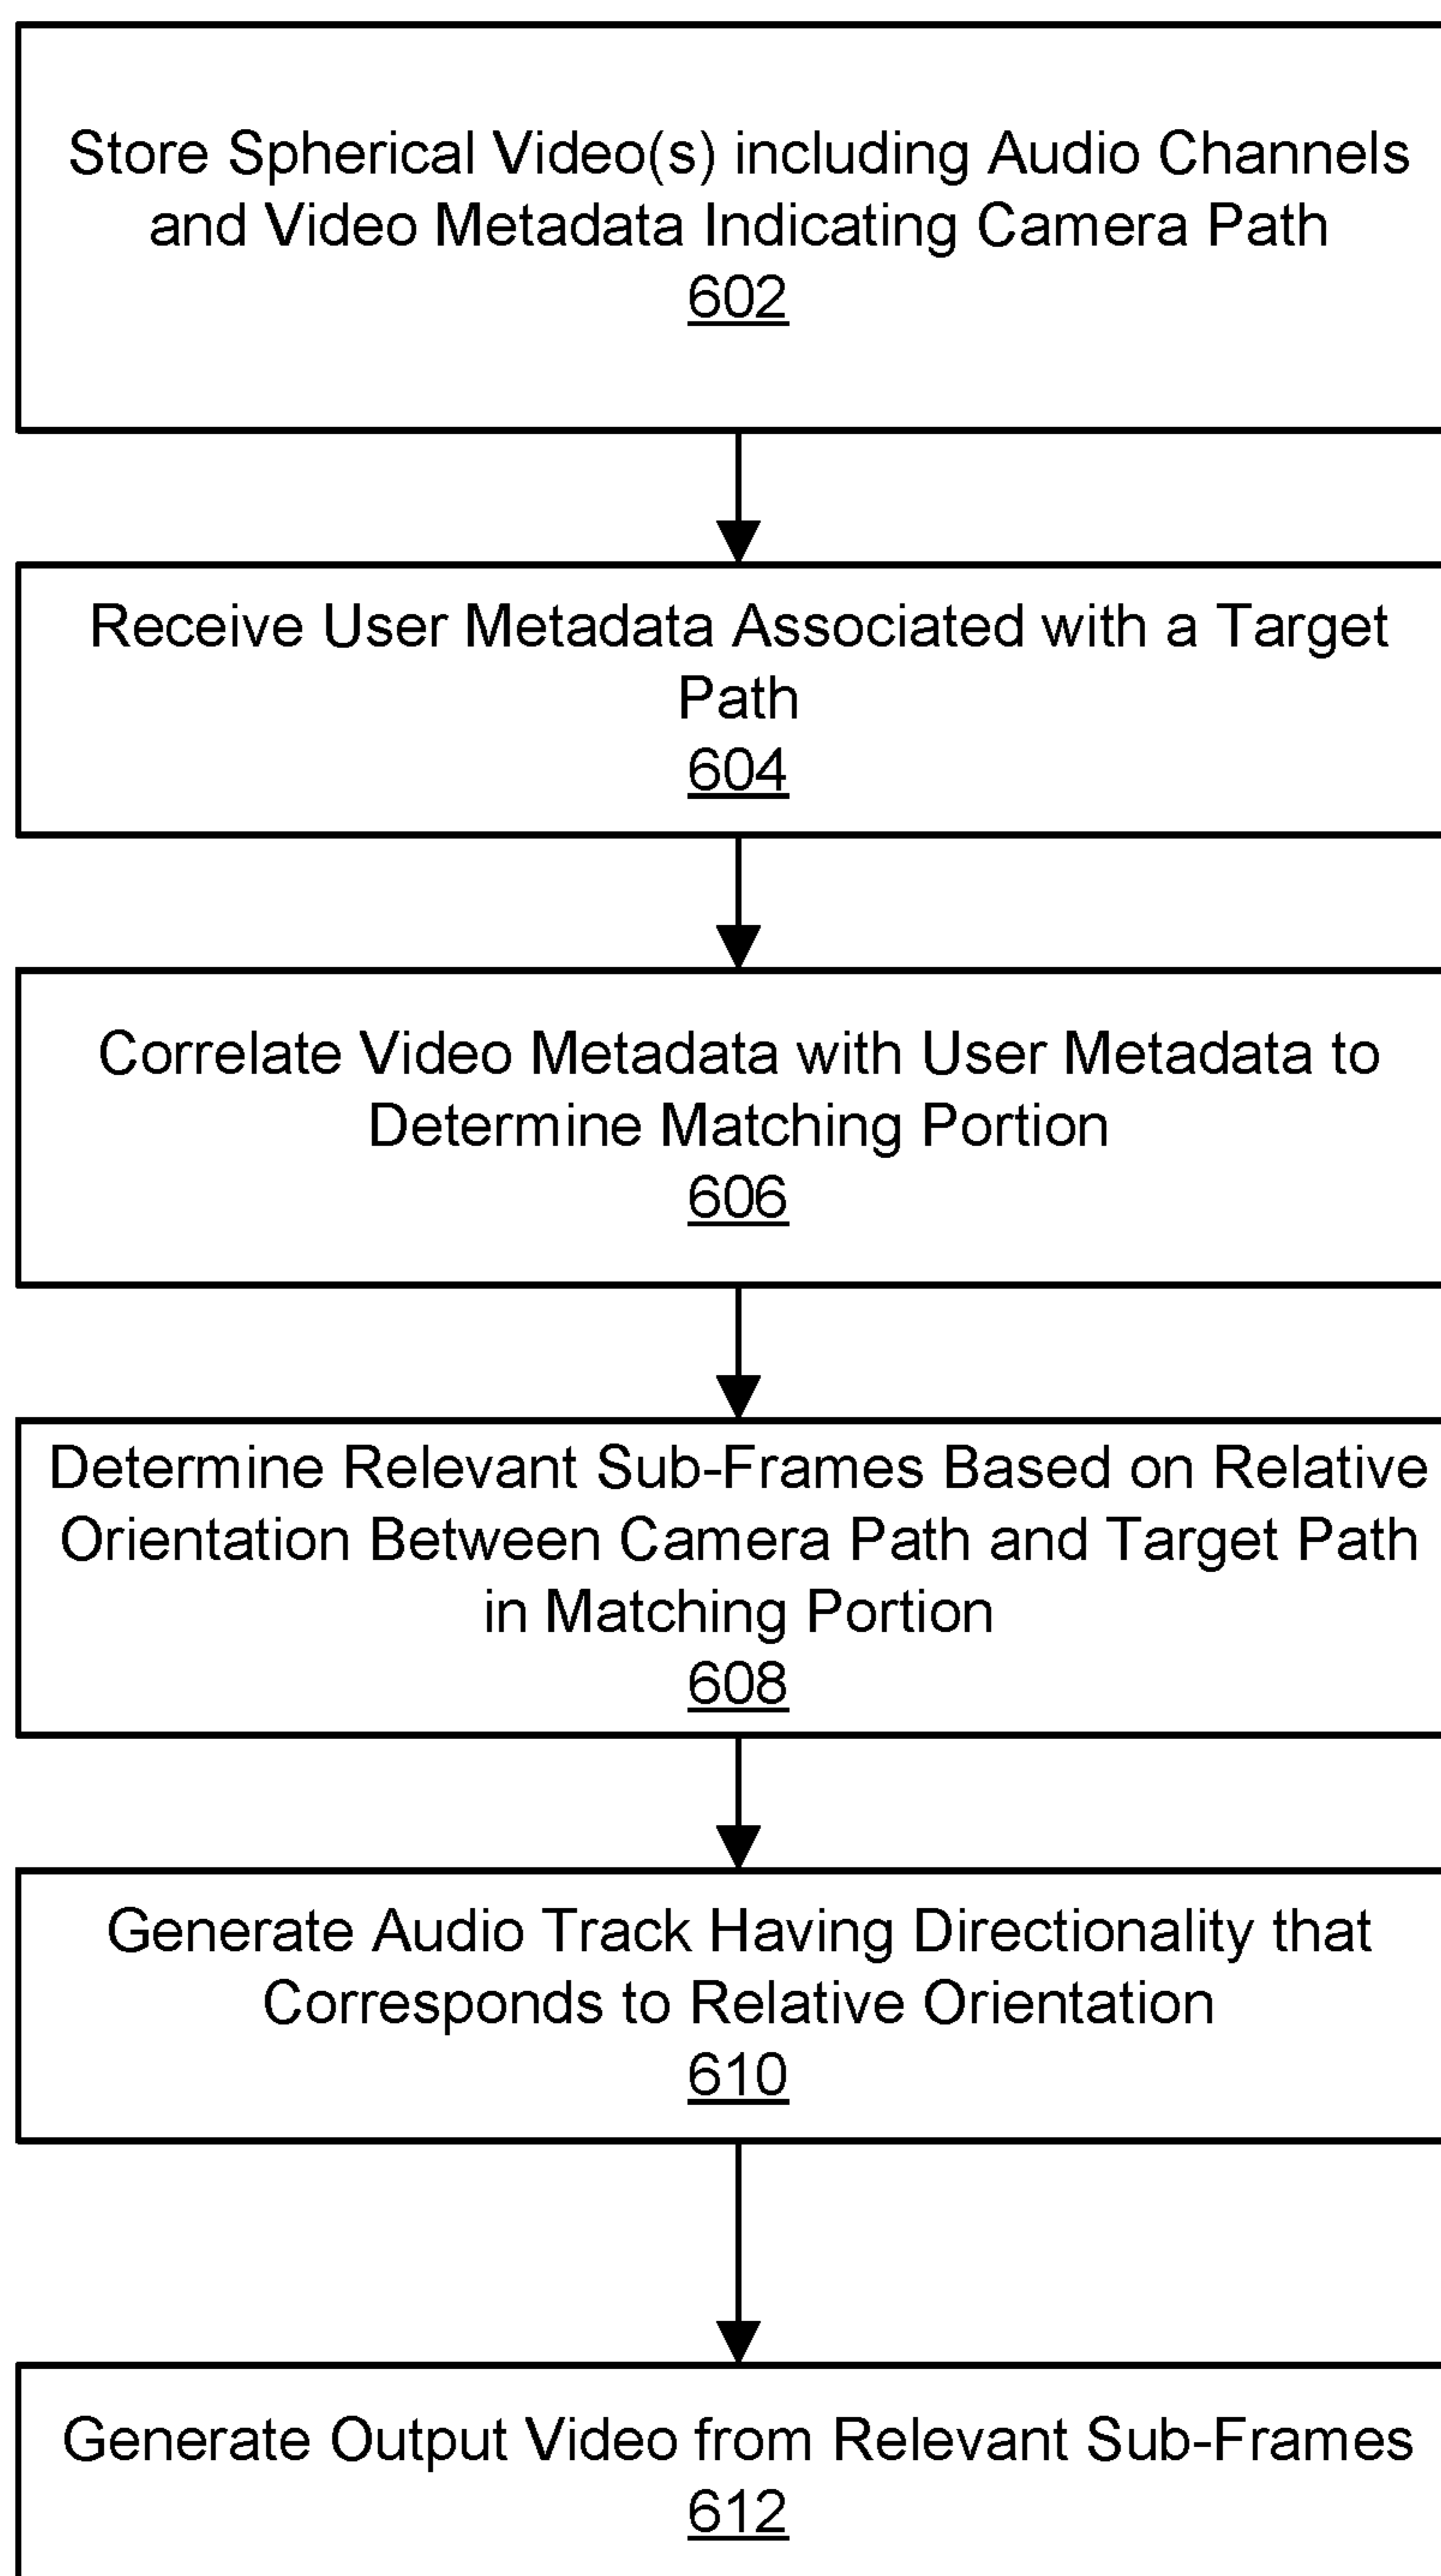 Store Spherical Video(s) including Audio Channels
and Video Metadata Indicating Camera Path
602
Receive User Metadata Associated with a Target
Path
604
Correlate Video Metadata with User Metadata to
Determine Matching Portion
606
Determine Relevant Sub-Frames Based on Relative
Orientation Between Camera Path and Target Path
in Matching Portion
608
Generate Audio Track Having Directionality that
Corresponds to Relative Orientation
610
Generate Output Video from Relevant Sub-Frames
612